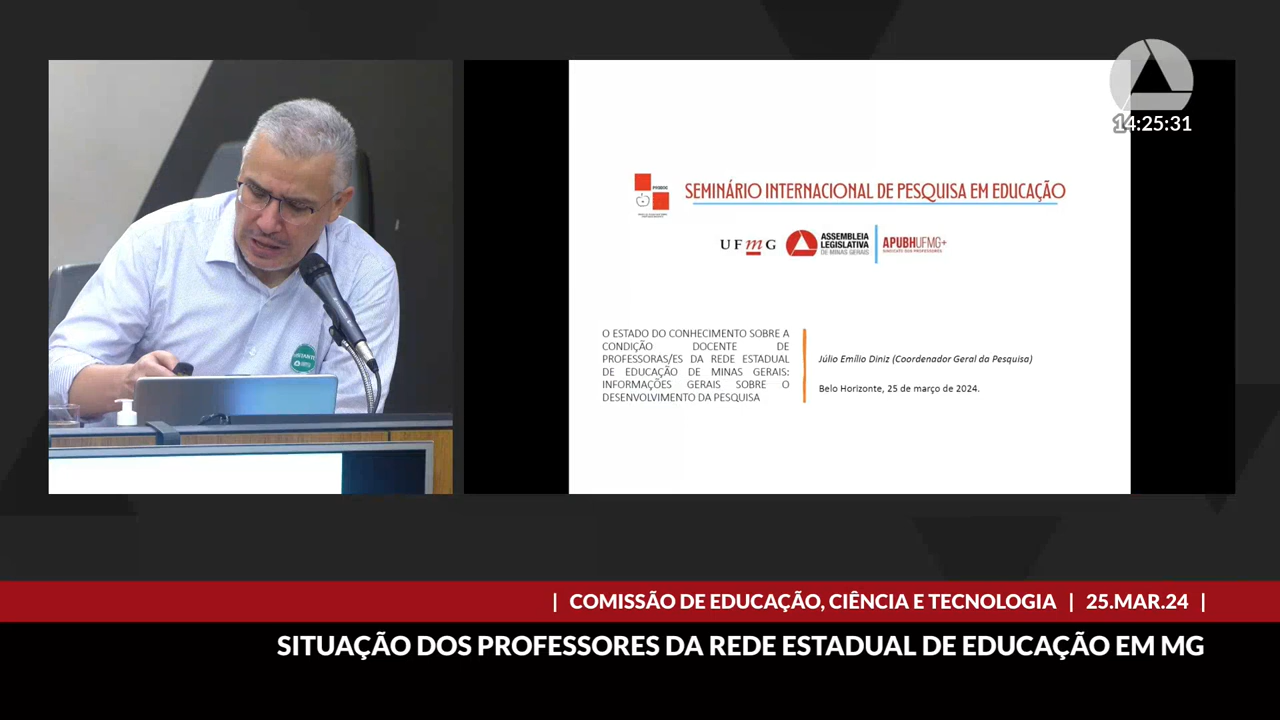 14:25:31
SEMINÁRIO INTERNACIONAL DE PESQUISA EM EDUCAÇÃO
UFmG
ASSEMBLEIA
LEGISLATIVA
DE MINAS GERAIS
APUBHUFMG+
SINDICATO DOS PROFESSORES
O ESTADO DO CONHECIMENTO SOBRE A
CONDIÇÃO DOCENTE DE
PROFESSORAS/ES DA REDE ESTADUAL
DE EDUCAÇÃO DE MINAS GERAIS:
INFORMAÇÕES GERAIS SOBRE O
DESENVOLVIMENTO DA PESQUISA
Júlio Emílio Diniz (Coordenador Geral da Pesquisa)
Belo Horizonte, 25 de março de 2024.
| COMISSÃO DE EDUCAÇÃO, CIÊNCIA E TECNOLOGIA | 25.MAR.24 |
SITUAÇÃO DOS PROFESSORES DA REDE ESTADUAL DE EDUCAÇÃO EM MG